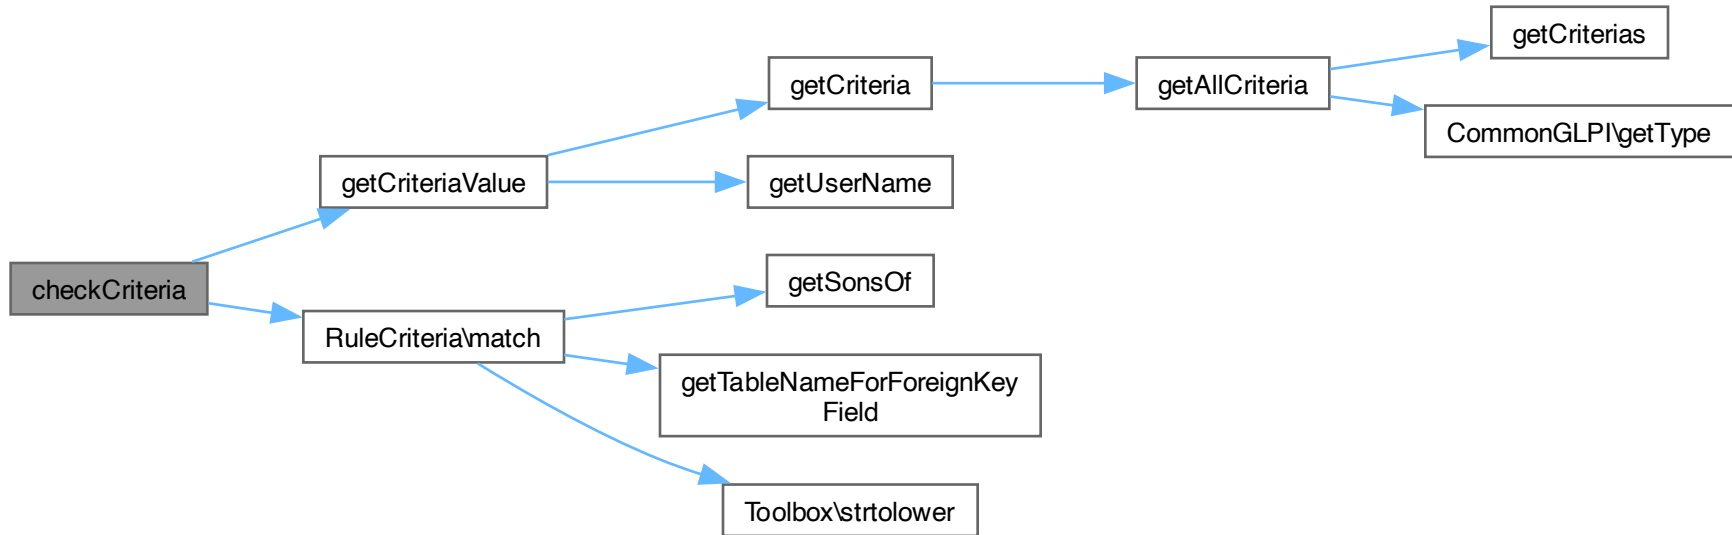 getCriterias
getCriteria
getAllCriteria
CommonGLPI\getType
getCriteriaValue
getUserName
checkCriteria
getSonsOf
RuleCriteria\match
getTableNameForForeignKey
Field
Toolbox\strtolower